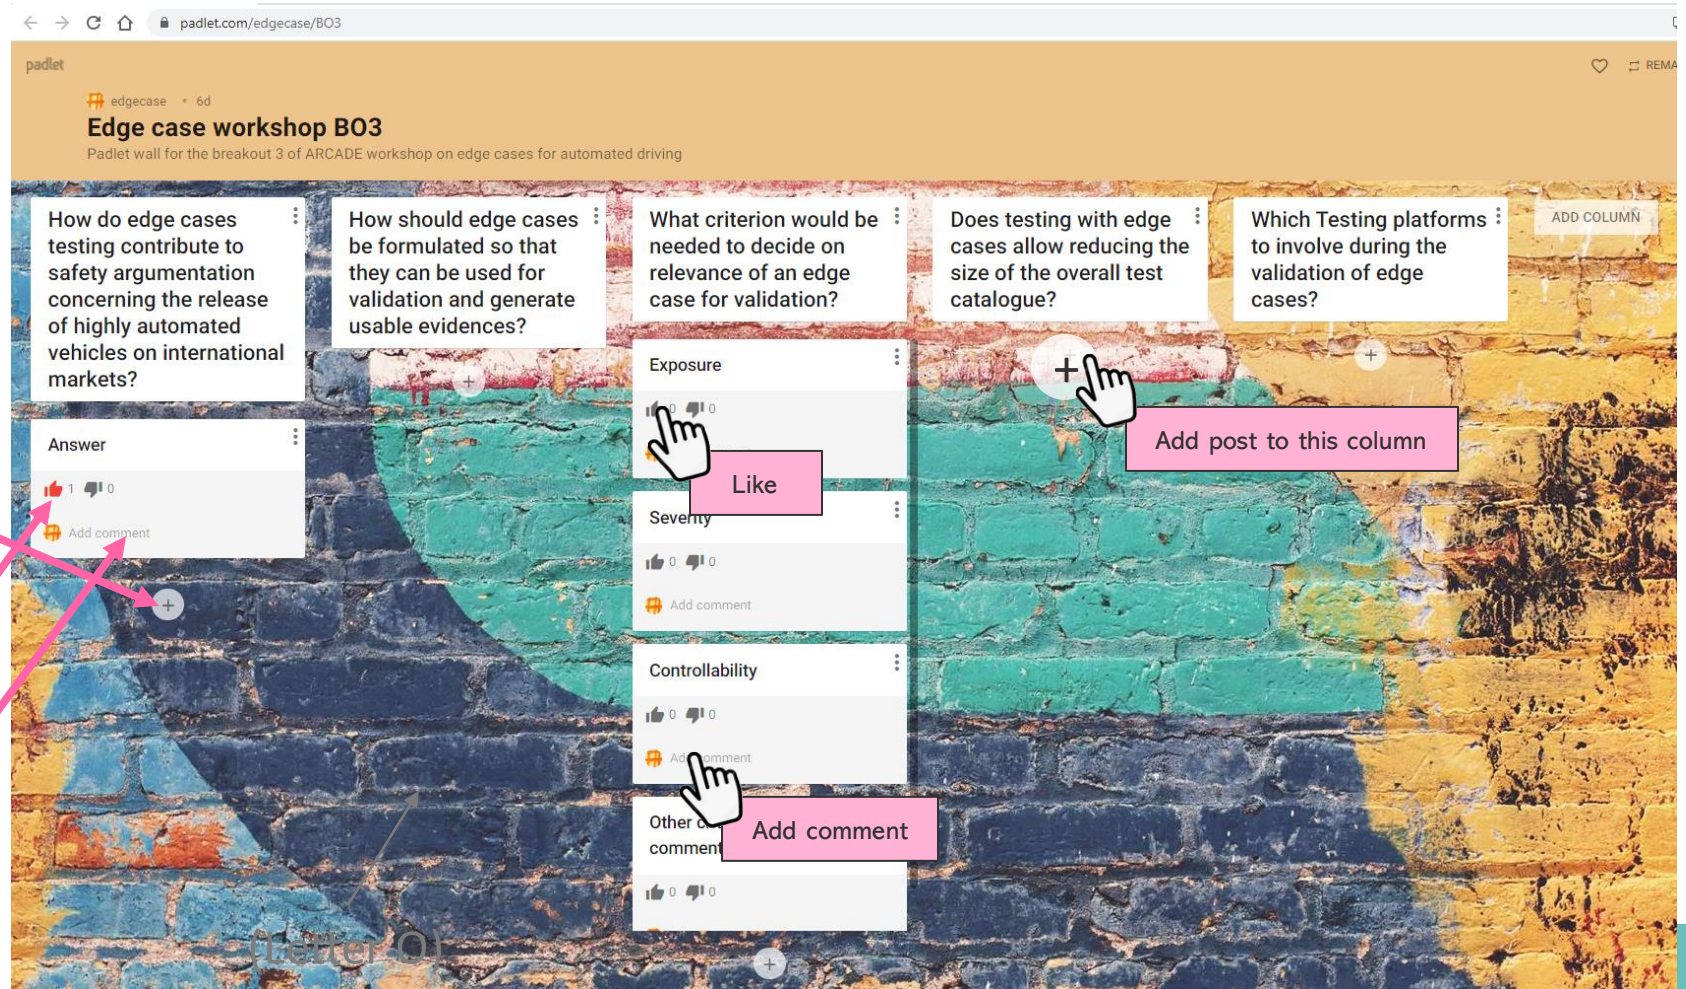 padlet.com/edgecase/BO3
padlet
REMA
edgecase • 6d
Edge case workshop BO3
Padlet wall for the breakout 3 of ARCADE workshop on edge cases for automated driving
How do edge cases
testing contribute to
safety argumentation
concerning the release
of highly automated
vehicles on international
markets?
Answer
1 0
Add comment
How should edge cases
be formulated so that
they can be used for
validation and generate
usable evidences?
What criterion would be
needed to decide on
relevance of an edge
case for validation?
Exposure
0 0
Like
Severity
0 0
Add comment
Controllability
0 0
Add comment
Add comment
Other
comment
0 0
Does testing with edge
cases allow reducing the
size of the overall test
catalogue?
Add post to this column
Which Testing platforms
to involve during the
validation of edge
cases?
ADD COLUMN
(Latter O)